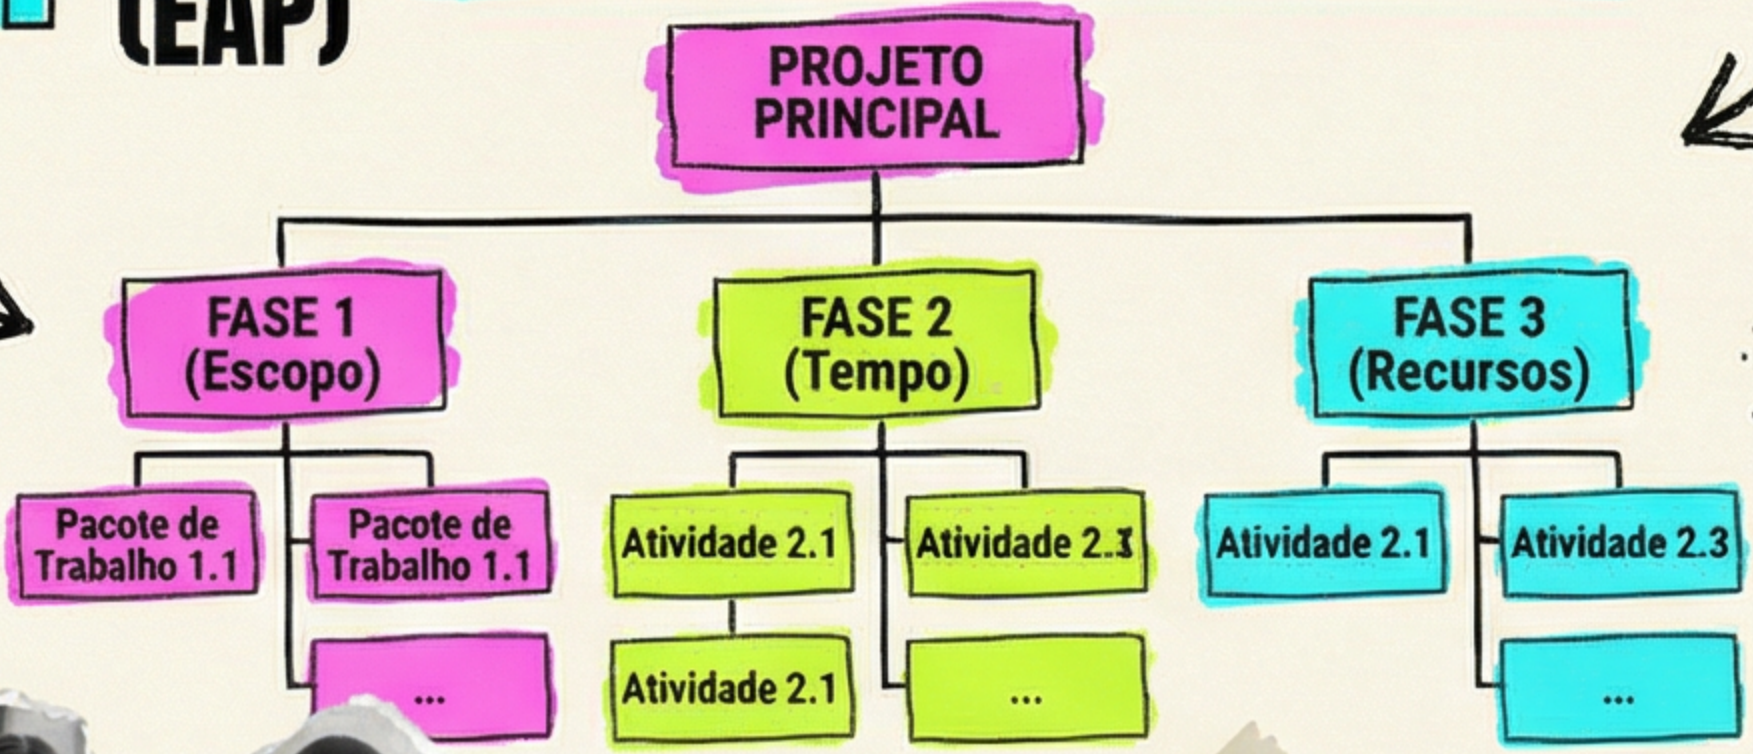 (EAP)
PROJETO
PRINCIPAL
FASE 1
(Escopo)
FASE 2
(Tempo)
FASE 3
(Recursos)
Pacote de
Trabalho 1.1
Pacote de
Trabalho 1.1
Atividade 2.1
Atividade
Atividade 2.1
Atividade 2.3
...
Atividade 2.1
...
...